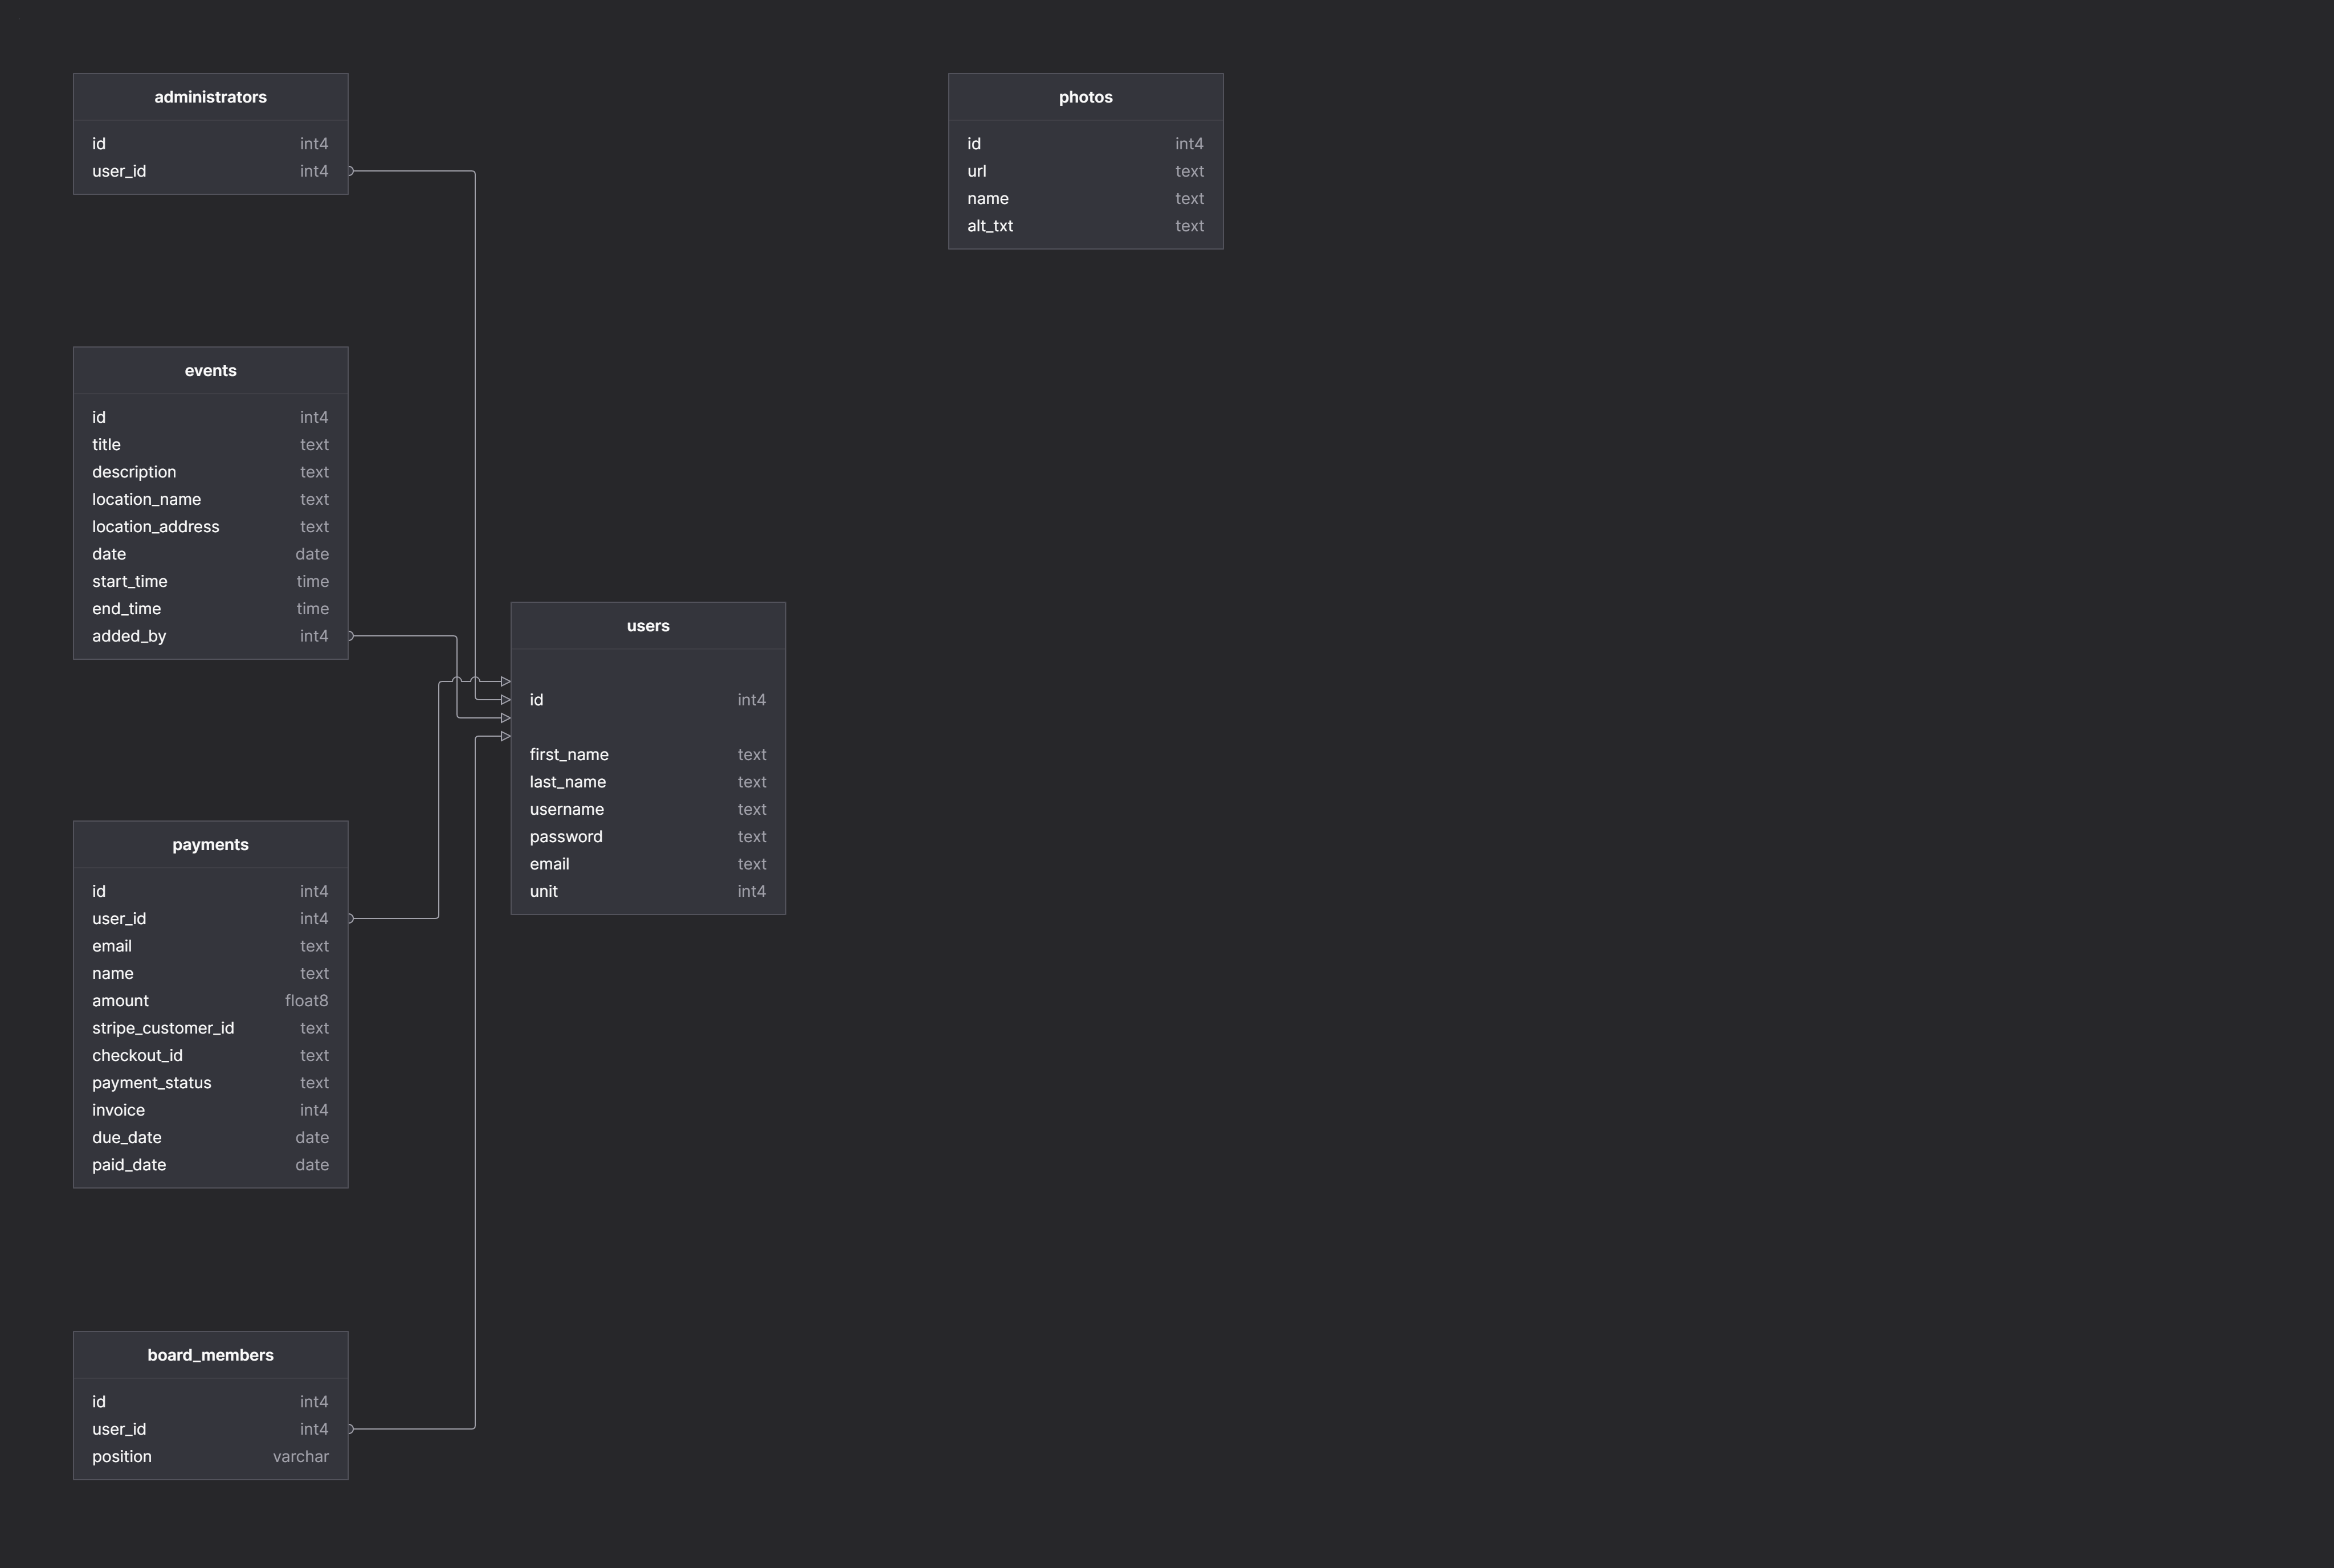 administrators
id int4
user_id int4
photos
id int4
url text
name text
alt_txt text
events
id int4
title text
description text
location_name text
location_address text
date date
start_time time
end_time time
added_by int4
users
id int4
first_name text
last_name text
username text
password text
email text
unit int4
payments
id int4
user_id int4
email text
name text
amount float8
stripe_customer_id text
checkout_id text
payment_status text
invoice int4
due_date date
paid_date date
board_members
id int4
user_id int4
position varchar